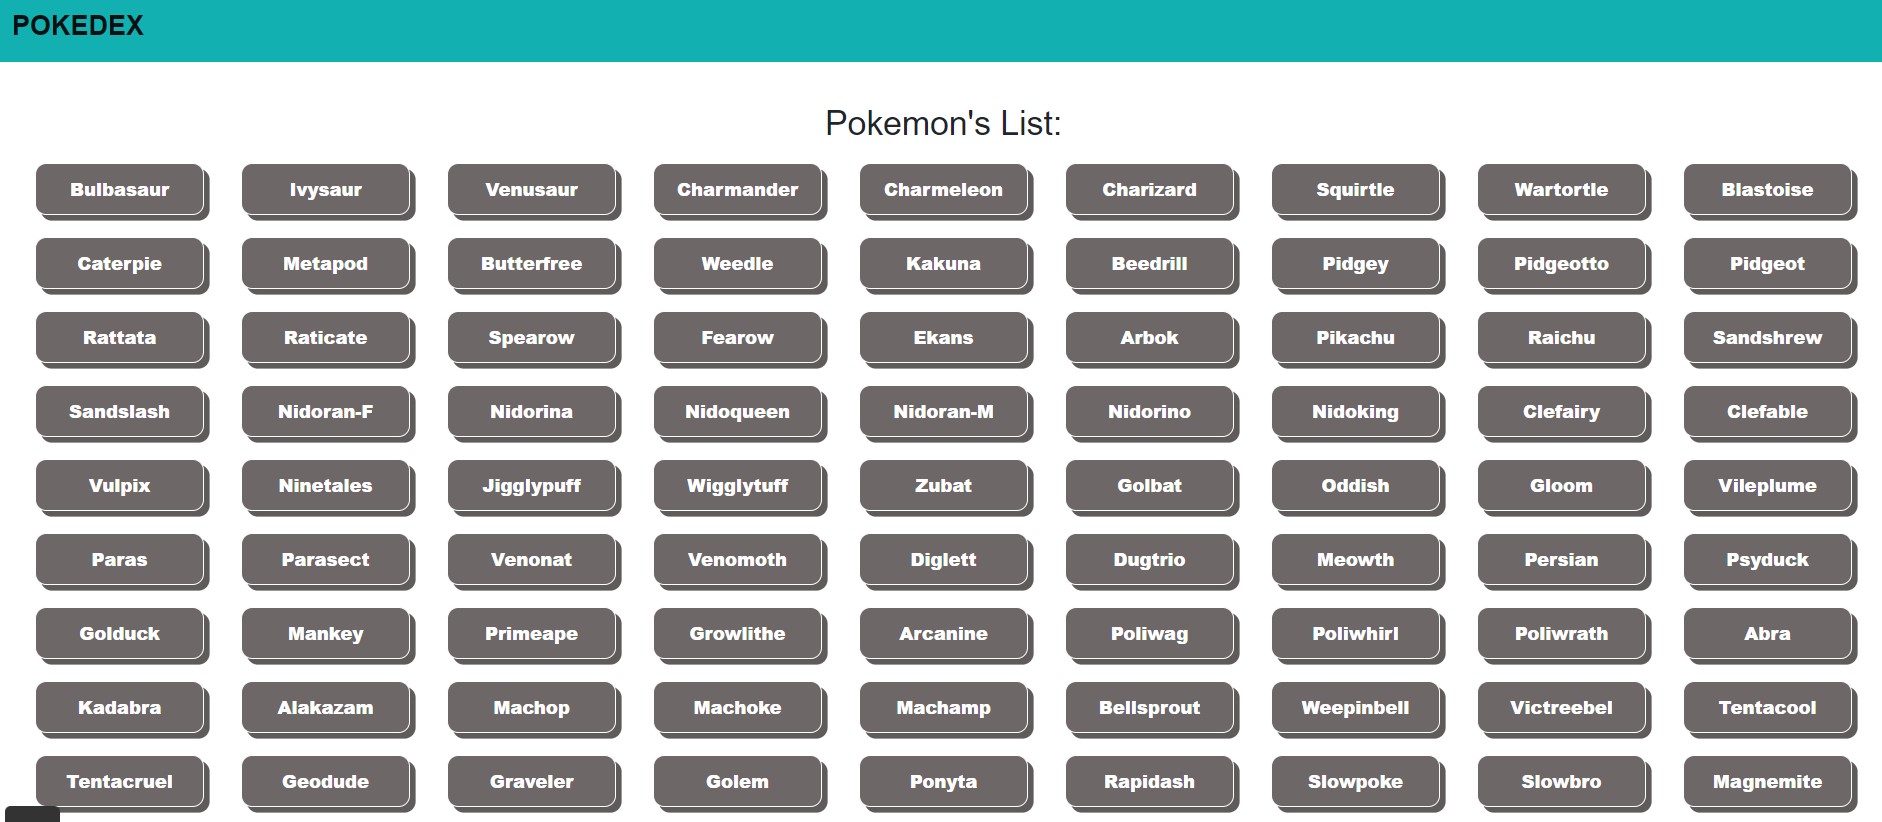 POKEDEX
Pokemon's List:
Bulbasaur Ivysaur Venusaur Charmander Charmeleon Charizard Squirtle Wartortle Blastoise
Caterpie Metapod Butterfree Weedle Kakuna Beedrill Pidgey Pidgeotto Pidgeot
Rattata Raticate Spearow Fearow Ekans Arbok Pikachu Raichu Sandshrew
Sandslash Nidoran-F Nidorina Nidoqueen Nidoran-M Nidorino Nidoking Clefairy Clefable
Vulpix Ninetales Jigglypuff Wigglytuff Zubat Golbat Oddish Gloom Vileplume
Paras Parasect Venonat Venomoth Diglett Dugtrio Meowth Persian Psyduck
Golduck Mankey Primeape Growlithe Arcanine Poliwag Poliwhirl Poliwrath Abra
Kadabra Alakazam Machop Machoke Machamp Bellsprout Weepinbell Victreebel Tentacool
Tentacruel Geodude Graveler Golem Ponyta Rapidash Slowpoke Slowbro Magnemite